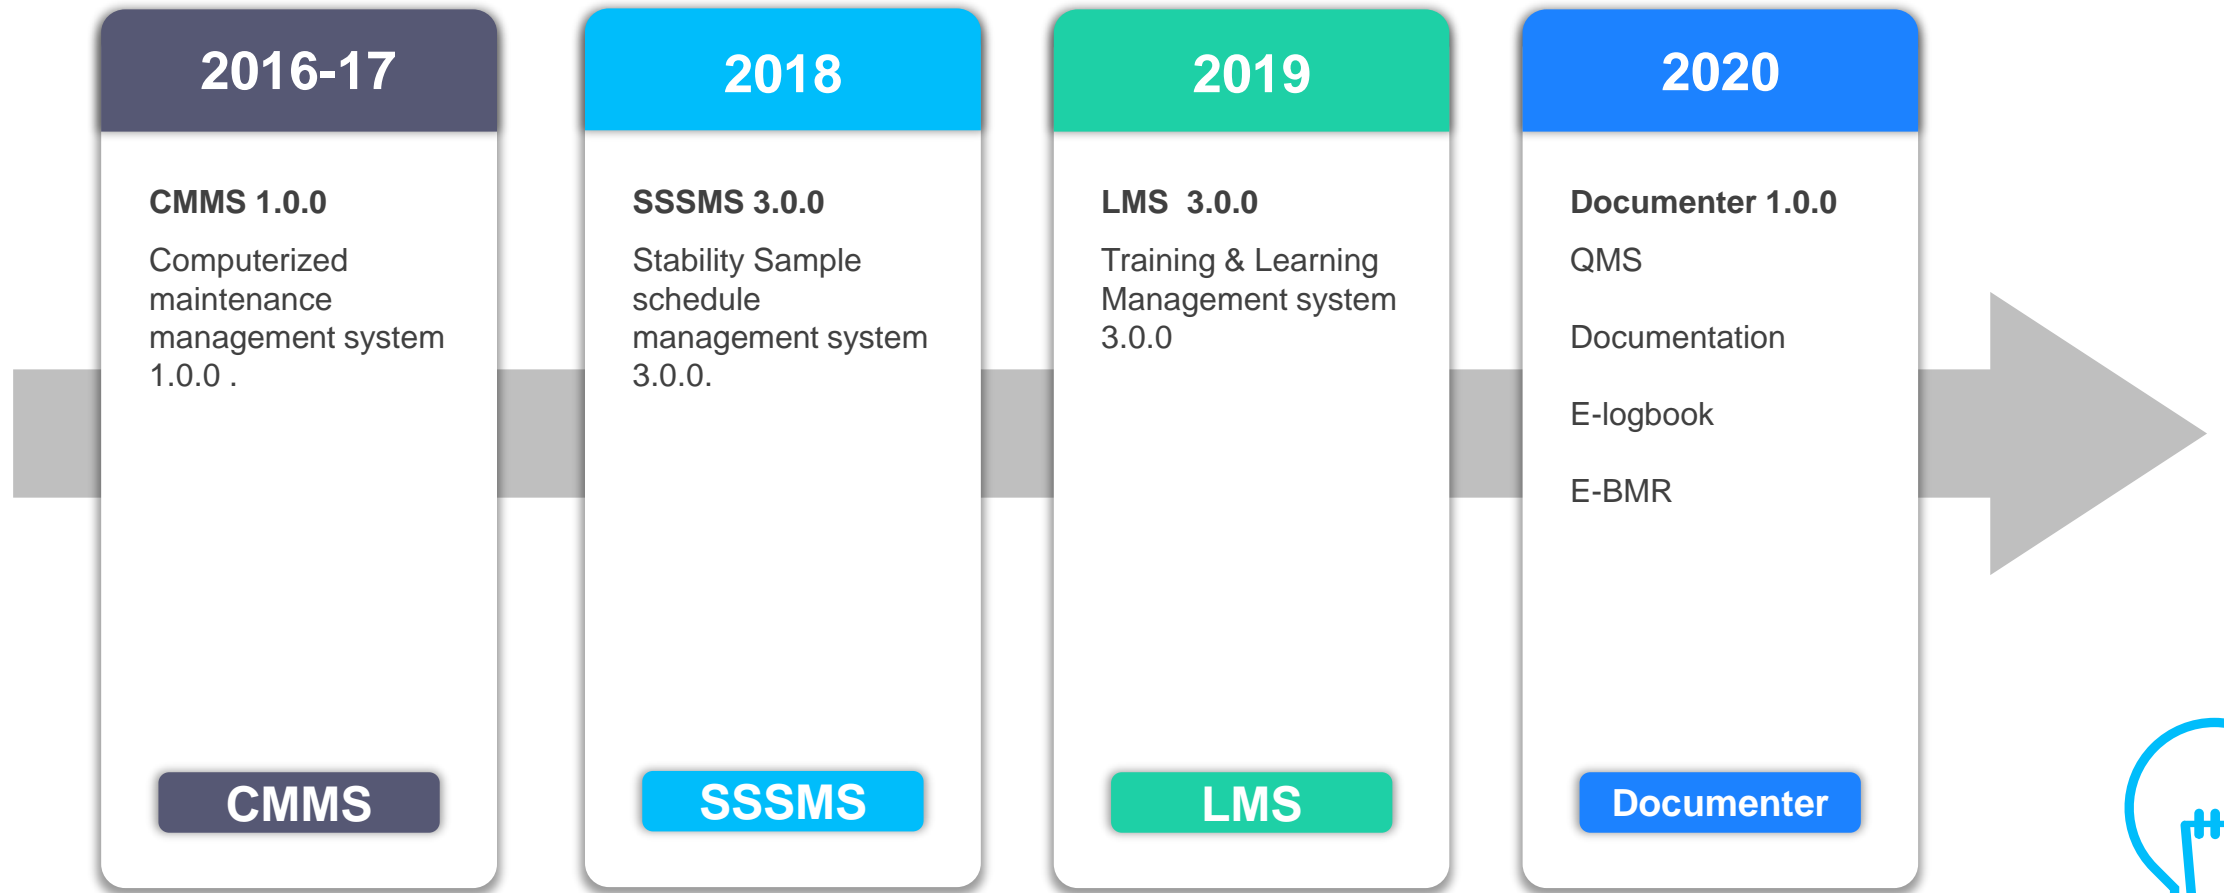 2016-17
CMMS 1.0.0
Computerized
maintenance
management system
1.0.0 .
CMMS
2018
SSSMS 3.0.0
Stability Sample
schedule
management system
3.0.0.
SSSMS
2019
LMS  3.0.0
Training & Learning
Management system
3.0.0
LMS
2020
Documenter 1.0.0
QMS
Documentation
E-logbook
E-BMR
Documenter